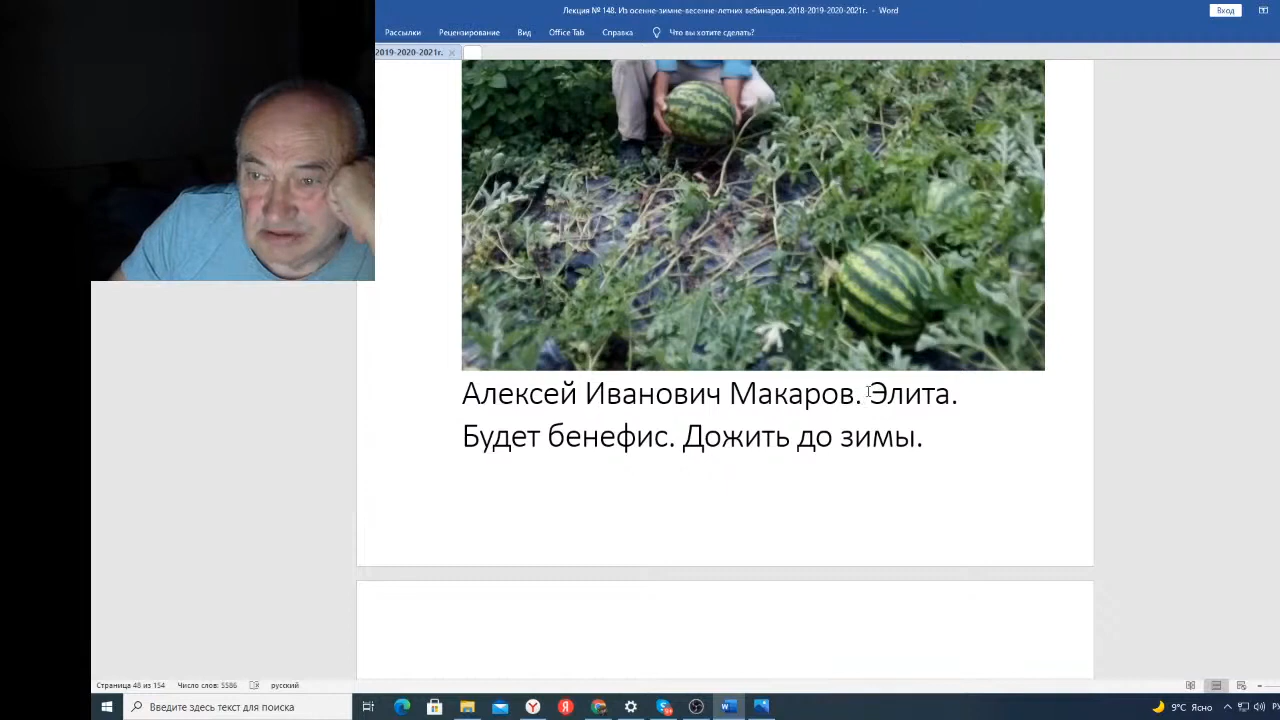 Лекция № 148. Из осенне-зимне-весенне-летних вебинаров. 2018-2019-2020-2021г. - Word
Вход
Рассылки Рецензирование Вид Office Tab Справка Что вы хотите сделать?
2019-2020-2021г.
Алексей Иванович Макаров. Элита.
Будет бенефис. Дожить до зимы.
Страница 48 из 154 Число слов: 5586 русский
Введите здесь текст для поиска
9°C Ясно